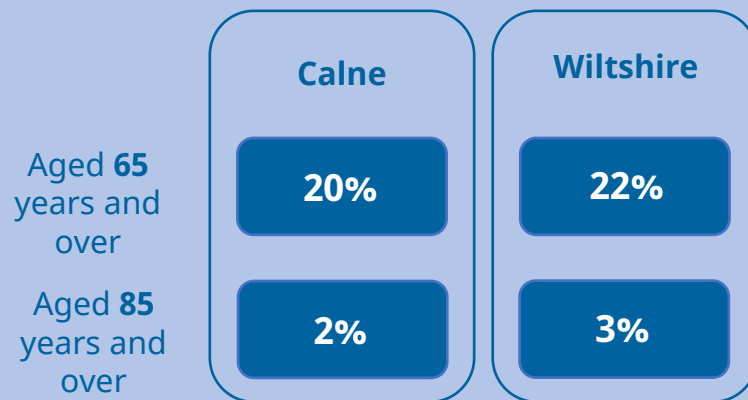 Calne
Wiltshire
Aged 65
years and
over
20%
22%
Aged 85
years and
over
2%
3%